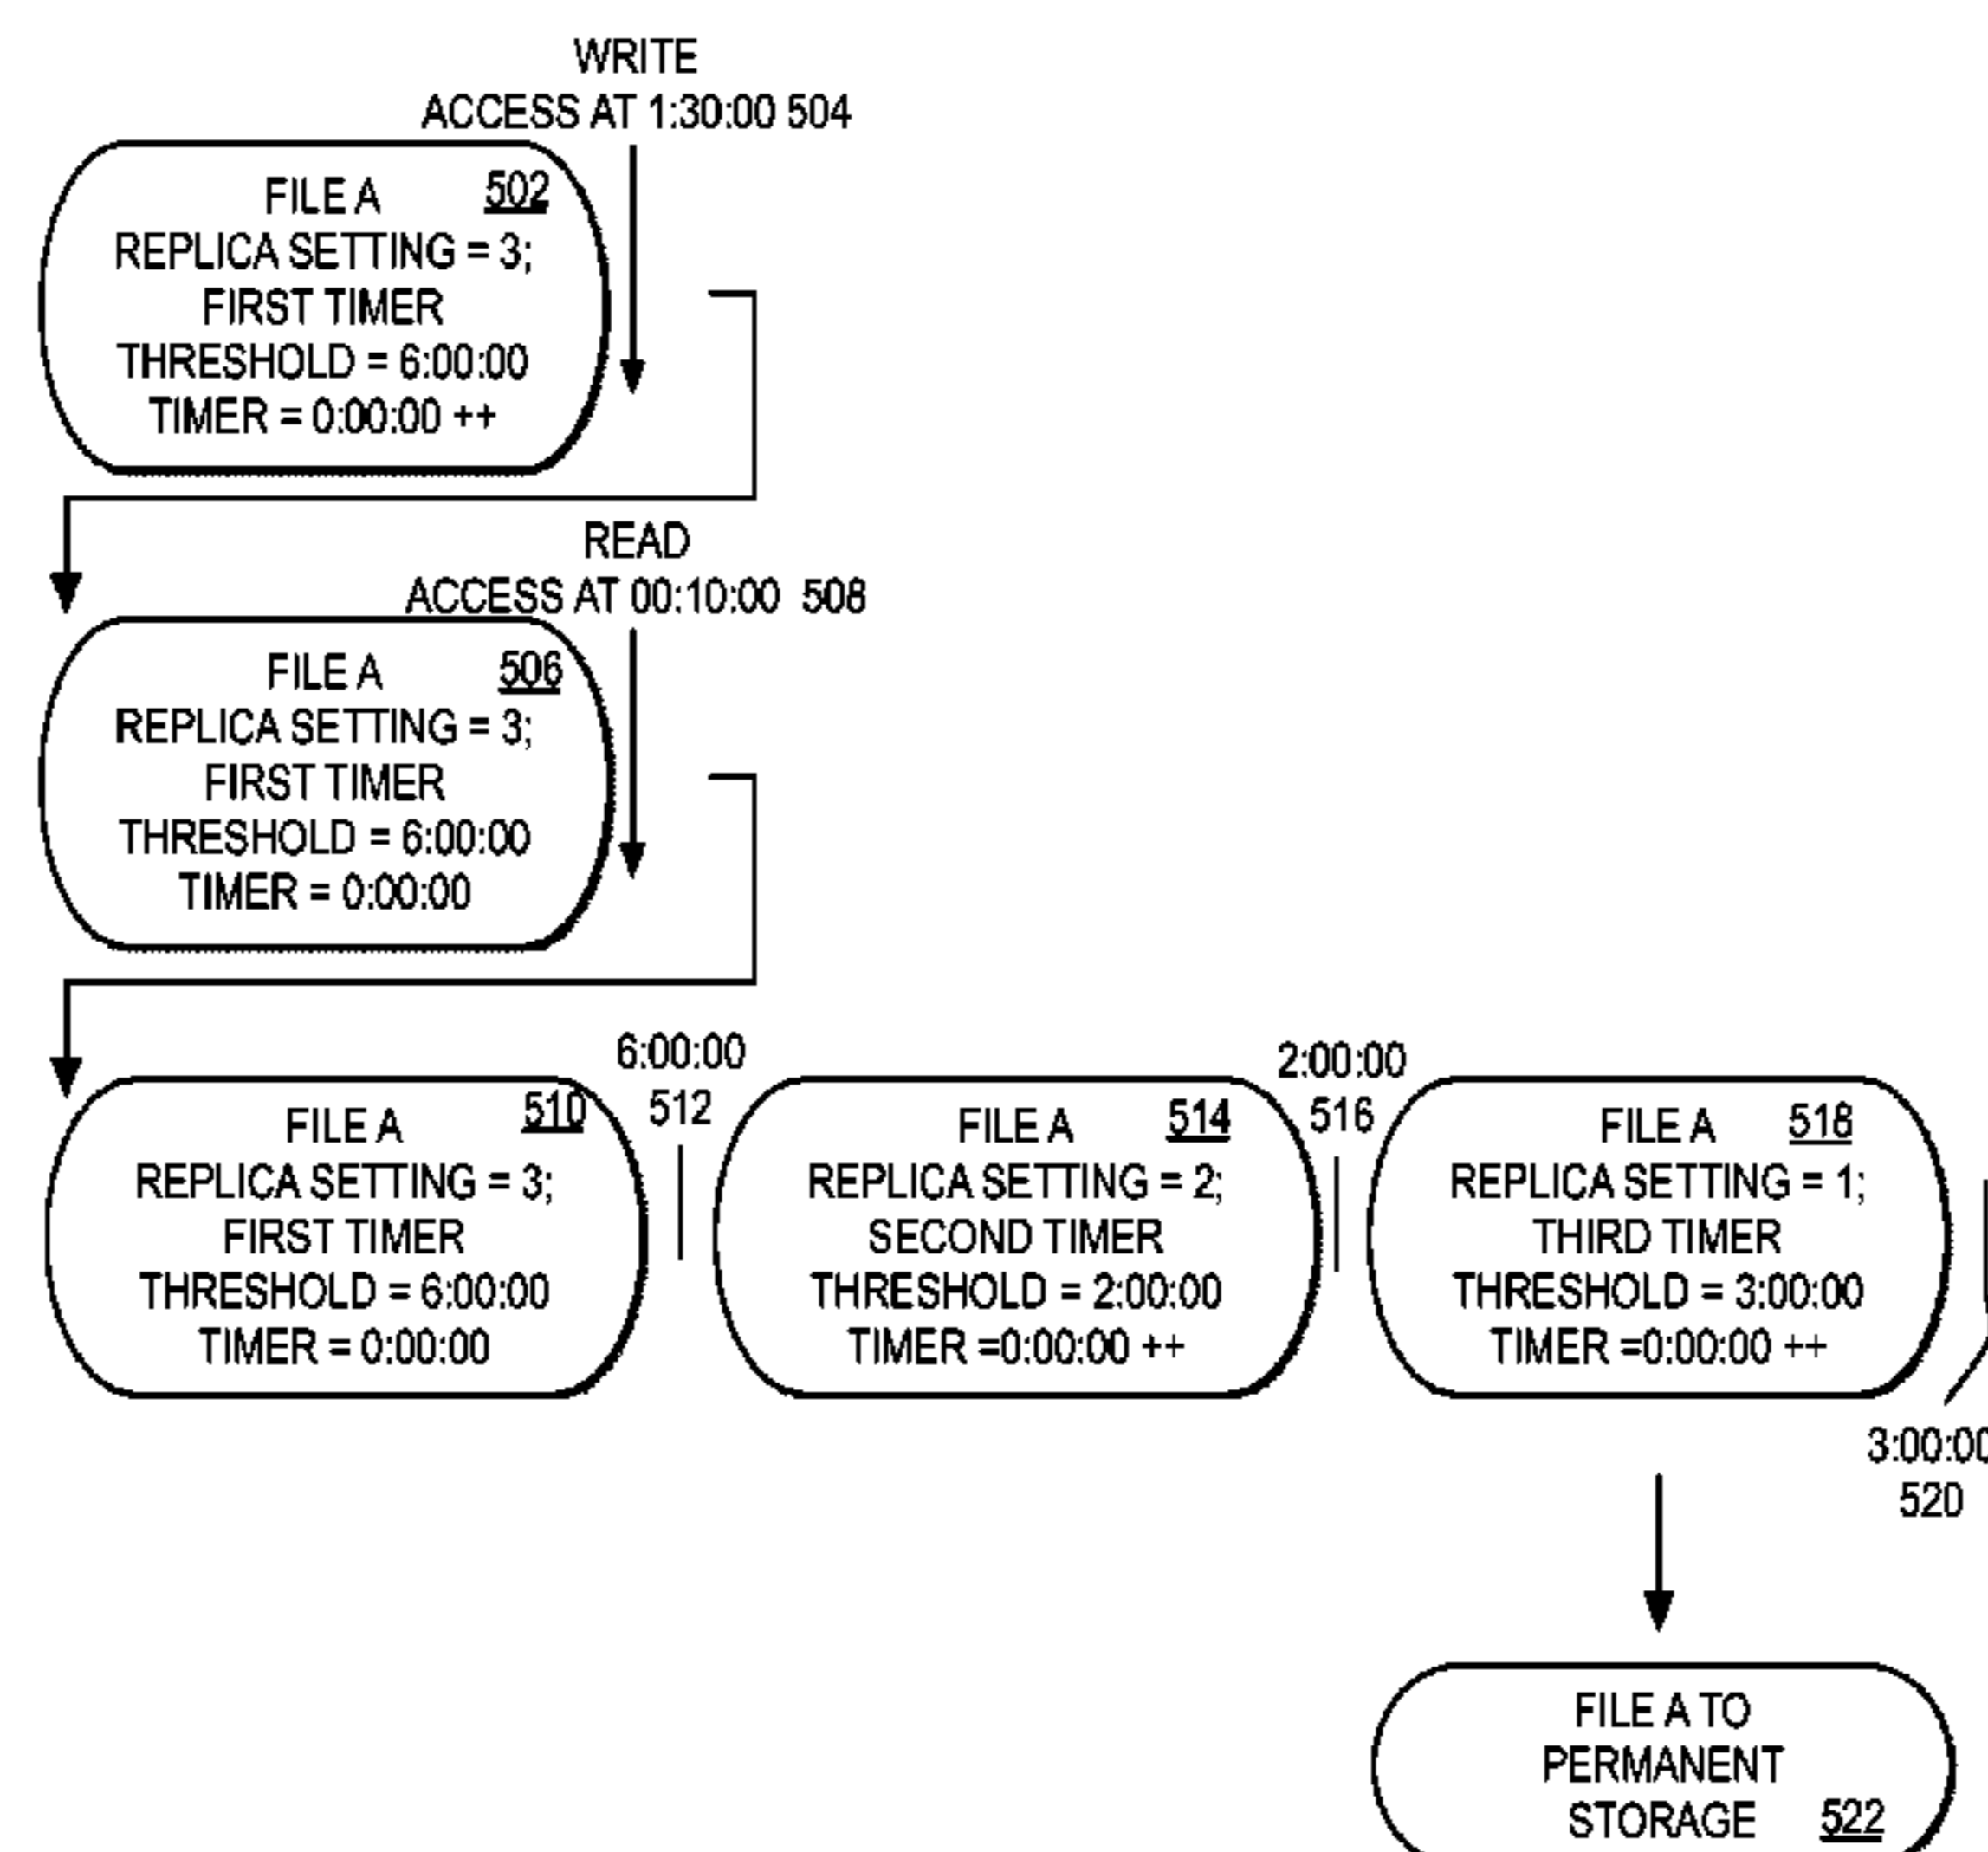 WRITE
ACCESS AT 1:30:00 504
FILE A 502
REPLICA SETTING = 3;
FIRST TIMER
THRESHOLD = 6:00:00
TIMER = 0:00:00 ++
READ
ACCESS AT 00:10:00 508
FILE A 506
REPLICA SETTING = 3;
FIRST TIMER
THRESHOLD = 6:00:00
TIMER = 0:00:00
FILE A 510
REPLICA SETTING = 3;
FIRST TIMER
THRESHOLD = 6:00:00
TIMER = 0:00:00
6:00:00
512
FILE A 514
REPLICA SETTING = 2;
SECOND TIMER
THRESHOLD = 2:00:00
TIMER =0:00:00 ++
2:00:00
516
FILE A 518
REPLICA SETTING = 1;
THIRD TIMER
THRESHOLD = 3:00:00
TIMER =0:00:00 ++
3:00:00
520
FILE A TO
PERMANENT
STORAGE 522